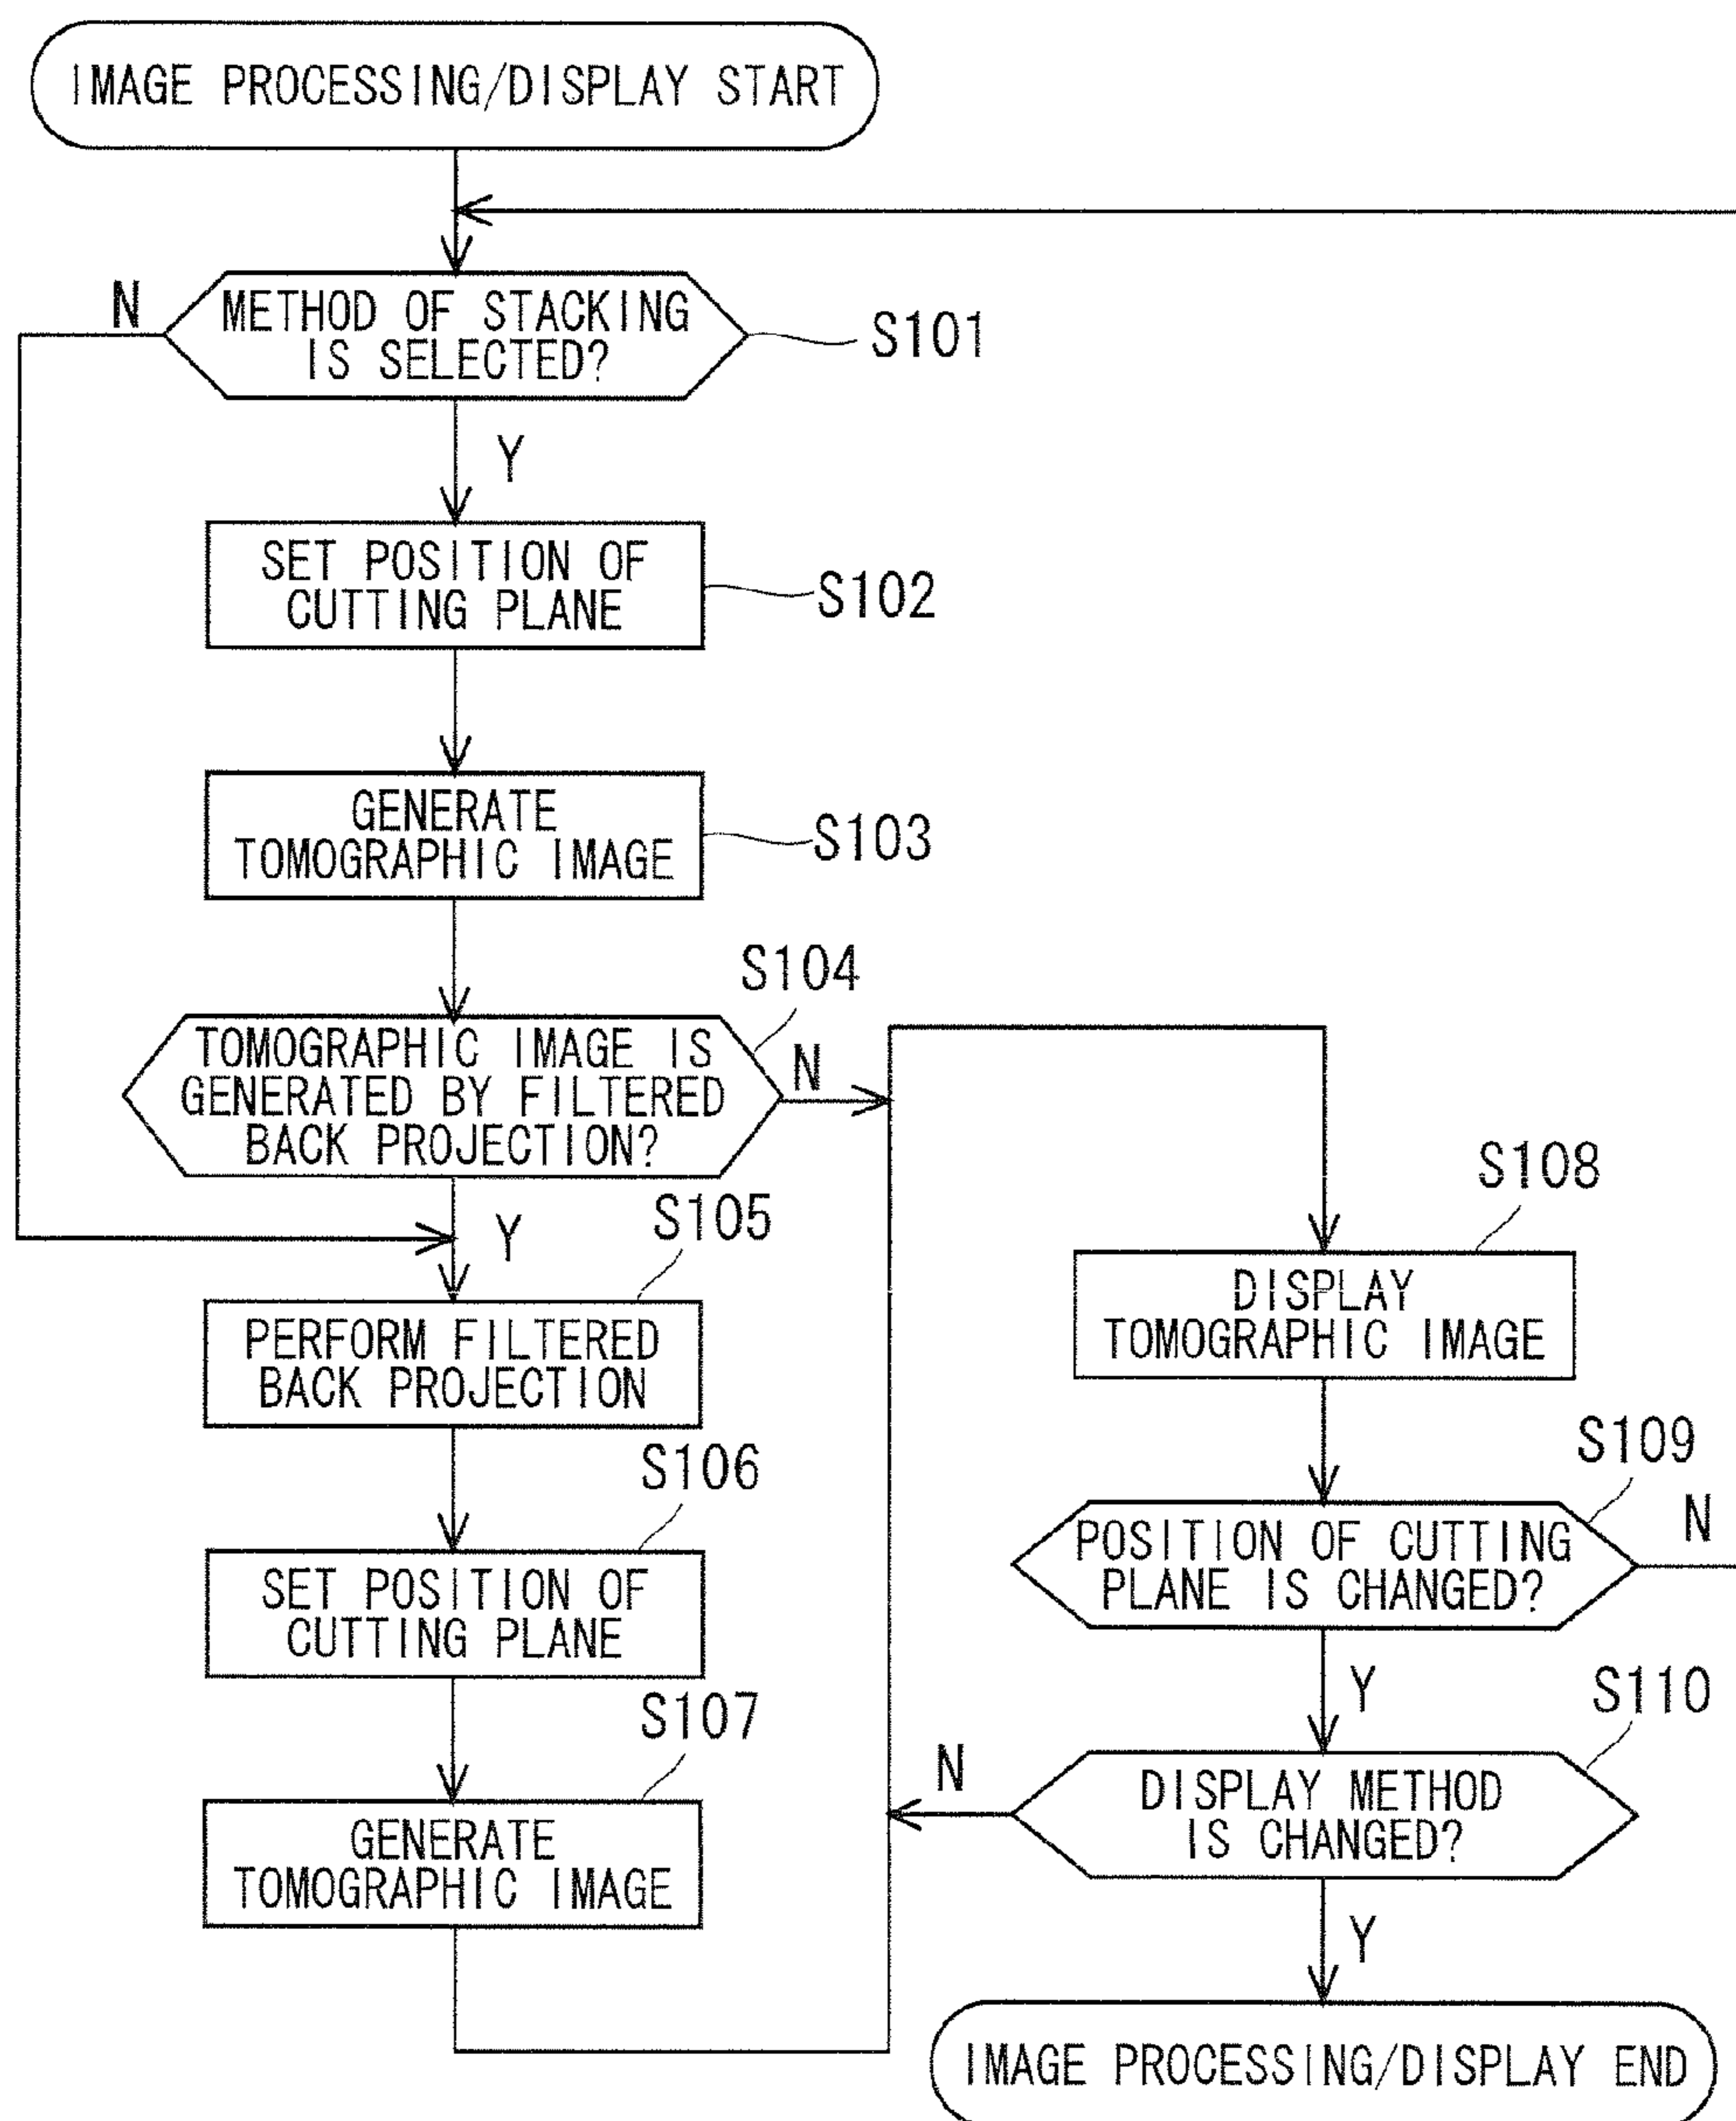 IMAGE PROCESSING/DISPLAY START
N
METHOD OF STACKING
IS SELECTED?
S101
Y
SET POSITION OF
CUTTING PLANE
S102
GENERATE
TOMOGRAPHIC IMAGE
S103
S104
TOMOGRAPHIC IMAGE IS
GENERATED BY FILTERED
BACK PROJECTION?
N
Y
S105
PERFORM FILTERED
BACK PROJECTION
S106
SET POSITION OF
CUTTING PLANE
S107
GENERATE
TOMOGRAPHIC IMAGE
S108
DISPLAY
TOMOGRAPHIC IMAGE
S109
POSITION OF CUTTING
PLANE IS CHANGED?
N
Y
S110
DISPLAY METHOD
IS CHANGED?
N
Y
IMAGE PROCESSING/DISPLAY END